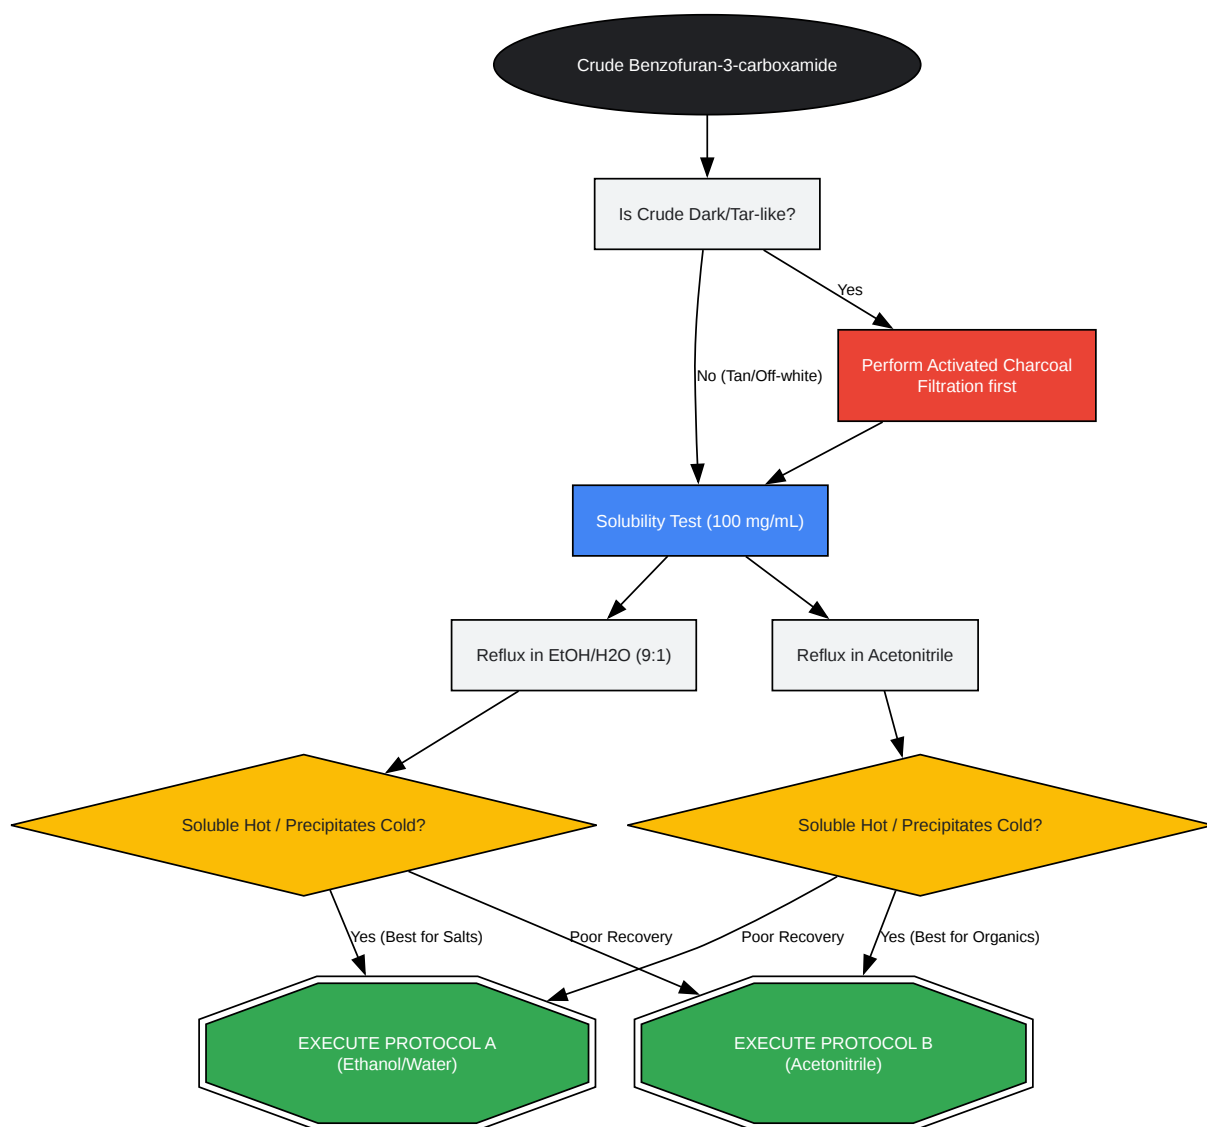 Crude Benzofuran-3-carboxamide
Is Crude Dark/Tar-like?
Yes
Perform Activated Charcoal
Filtration first
No (Tan/Off-white)
Solubility Test (100 mg/mL)
Reflux in EtOH/H2O (9:1)
Reflux in Acetonitrile
Soluble Hot / Precipitates Cold?
Soluble Hot / Precipitates Cold?
Yes (Best for Salts)
Poor Recovery
Poor Recovery
Yes (Best for Organics)
EXECUTE PROTOCOL A
(Ethanol/Water)
EXECUTE PROTOCOL B
(Acetonitrile)